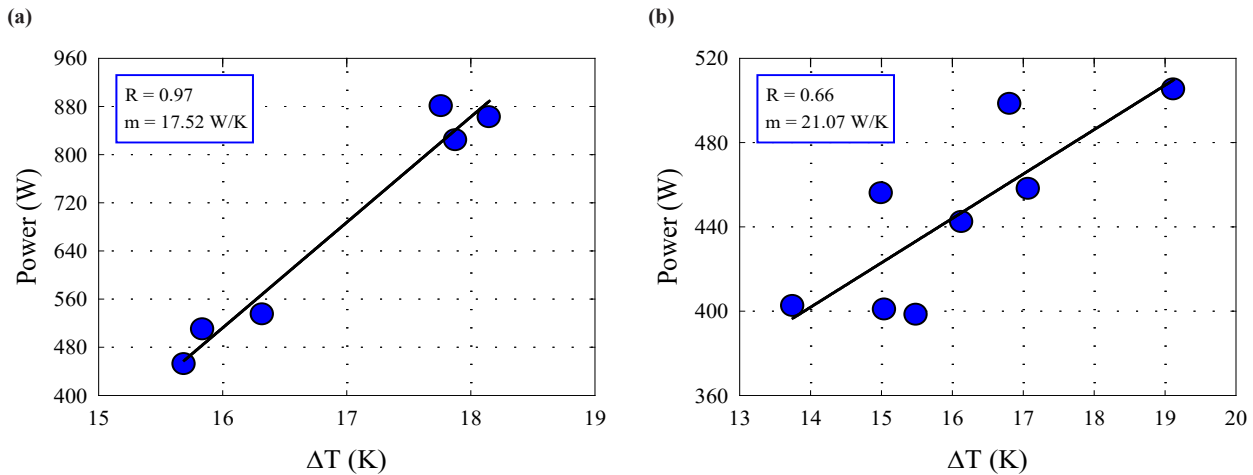 (a)
960
880
800
720
640
560
480
400
R = 0.97
m = 17.52 W/K
Power (W)
15 16 17 18 19
ΔT (K)
(b)
520
480
440
400
360
R = 0.66
m = 21.07 W/K
Power (W)
13 14 15 16 17 18 19 20
ΔT (K)